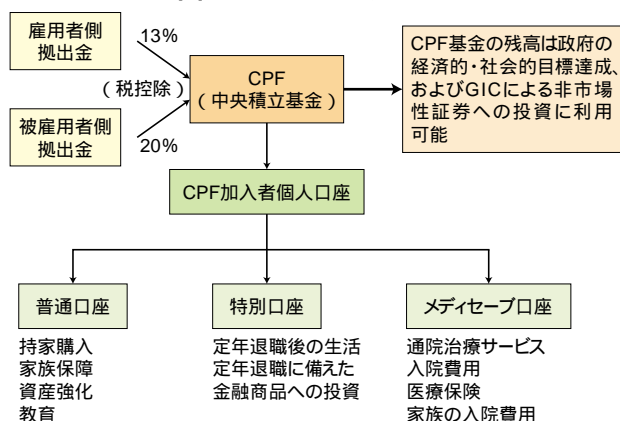 雇用者側
拠出金
13%
(税控除)
被雇用者側
拠出金
20%
CPF
(中央積立基金)
CPF基金の残高は政府の
経済的・社会的目標達成、
およびGICによる非市場
性証券への投資に利用
可能
CPF加入者個人口座
普通口座
持家購入
家族保障
資産強化
教育
特別口座
定年退職後の生活
定年退職に備えた
金融商品への投資
メディセーブ口座
通院治療サービス
入院費用
医療保険
家族の入院費用